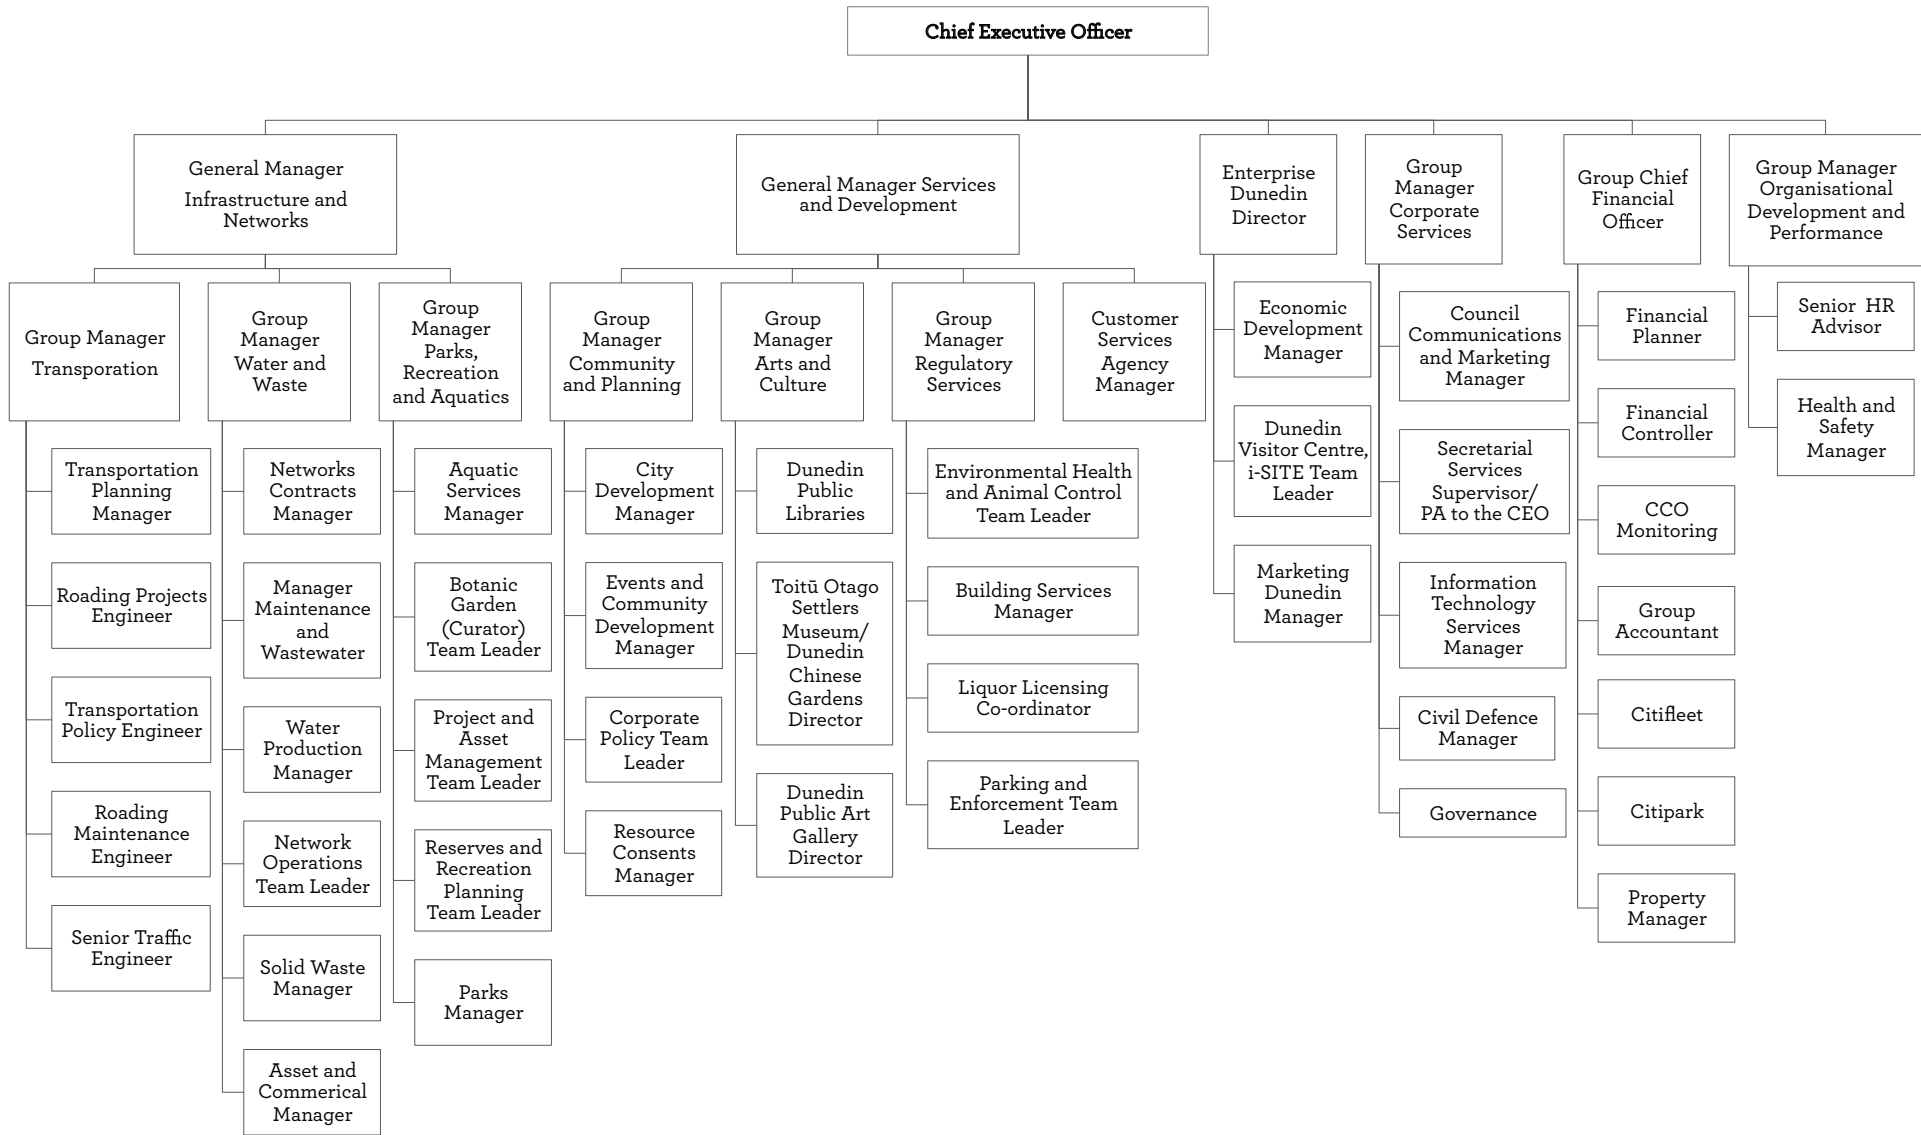 Chief Executive Officer
General Manager
Infrastructure and
Networks
General Manager Services
and Development
Enterprise
Dunedin
Director
Group
Manager
Corporate
Services
Group Chief
Financial
Officer
Group Manager
Organisational
Development and
Performance
Group Manager
Transporation
Group
Manager
Water and
Waste
Group
Manager
Parks,
Recreation
and Aquatics
Group
Manager
Community
and Planning
Group
Manager
Arts and
Culture
Group
Manager
Regulatory
Services
Customer
Services
Agency
Manager
Transportation
Planning
Manager
Roading Projects
Engineer
Transportation
Policy Engineer
Roading
Maintenance
Engineer
Senior Traffic
Engineer
Networks
Contracts
Manager
Manager
Maintenance
and
Wastewater
Water
Production
Manager
Network
Operations
Team Leader
Solid Waste
Manager
Asset and
Commerical
Manager
Aquatic
Services
Manager
Botanic
Garden
(Curator)
Team Leader
Project and
Asset
Management
Team Leader
Reserves and
Recreation
Planning
Team Leader
Parks
Manager
City
Development
Manager
Events and
Community
Development
Manager
Corporate
Policy Team
Leader
Resource
Consents
Manager
Dunedin
Public
Libraries
Toitū Otago
Settlers
Museum/
Dunedin
Chinese
Gardens
Director
Dunedin
Public Art
Gallery
Director
Environmental Health
and Animal Control
Team Leader
Building Services
Manager
Liquor Licensing
Co-ordinator
Parking and
Enforcement Team
Leader
Economic
Development
Manager
Dunedin
Visitor Centre,
i-SITE Team
Leader
Marketing
Dunedin
Manager
Council
Communications
and Marketing
Manager
Secretarial
Services
Supervisor/
PA to the CEO
Information
Technology
Services
Manager
Civil Defence
Manager
Governance
Financial
Planner
Financial
Controller
CCO
Monitoring
Group
Accountant
Citifleet
Citipark
Property
Manager
Senior HR
Advisor
Health and
Safety
Manager